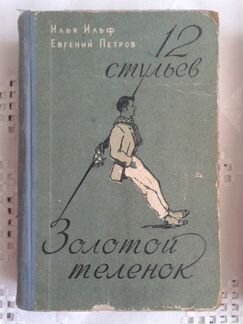 Илья Ильф
Евгений Петров
12
стульев
Золотой
теленок